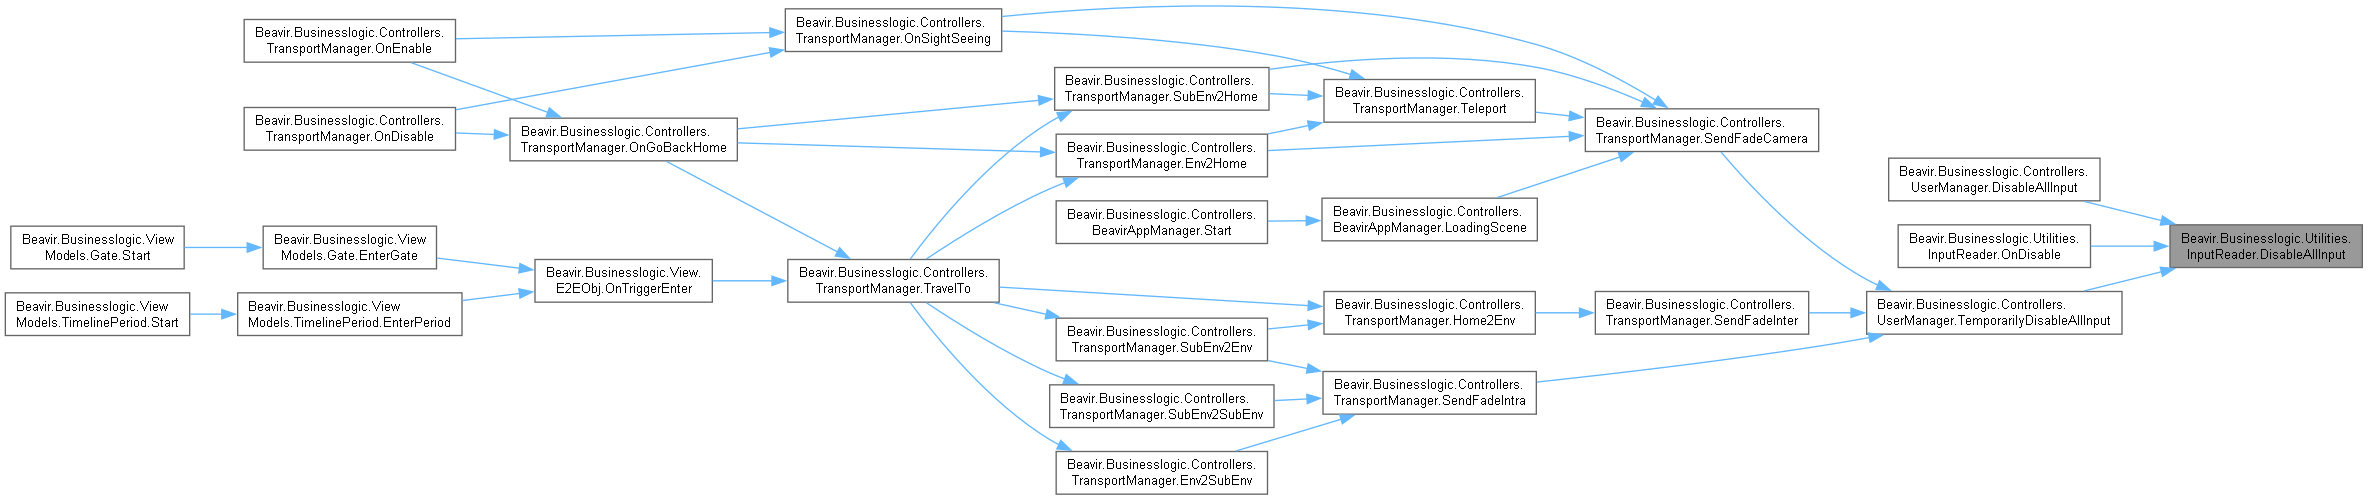 Beavir.Businesslogic.Controllers.
TransportManager.OnEnable
Beavir.Businesslogic.Controllers.
TransportManager.OnSightSeeing
Beavir.Businesslogic.Controllers.
TransportManager.OnDisable
Beavir.Businesslogic.Controllers.
TransportManager.OnGoBackHome
Beavir.Businesslogic.Controllers.
TransportManager.SubEnv2Home
Beavir.Businesslogic.Controllers.
TransportManager.Teleport
Beavir.Businesslogic.Controllers.
TransportManager.SendFadeCamera
Beavir.Businesslogic.Controllers.
TransportManager.Env2Home
Beavir.Businesslogic.Controllers.
UserManager.DisableAllInput
Beavir.Businesslogic.Controllers.
BeavirAppManager.Start
Beavir.Businesslogic.Controllers.
BeavirAppManager.LoadingScene
Beavir.Businesslogic.Utilities.
InputReader.OnDisable
Beavir.Businesslogic.Utilities.
InputReader.DisableAllInput
Beavir.Businesslogic.View
Models.Gate.Start
Beavir.Businesslogic.View
Models.Gate.EnterGate
Beavir.Businesslogic.View.
E2EObj.OnTriggerEnter
Beavir.Businesslogic.Controllers.
TransportManager.TravelTo
Beavir.Businesslogic.View
Models.TimelinePeriod.Start
Beavir.Businesslogic.View
Models.TimelinePeriod.EnterPeriod
Beavir.Businesslogic.Controllers.
TransportManager.Home2Env
Beavir.Businesslogic.Controllers.
TransportManager.SendFadeInter
Beavir.Businesslogic.Controllers.
UserManager.TemporarilyDisableAllInput
Beavir.Businesslogic.Controllers.
TransportManager.SubEnv2Env
Beavir.Businesslogic.Controllers.
TransportManager.SendFadeIntra
Beavir.Businesslogic.Controllers.
TransportManager.SubEnv2SubEnv
Beavir.Businesslogic.Controllers.
TransportManager.Env2SubEnv